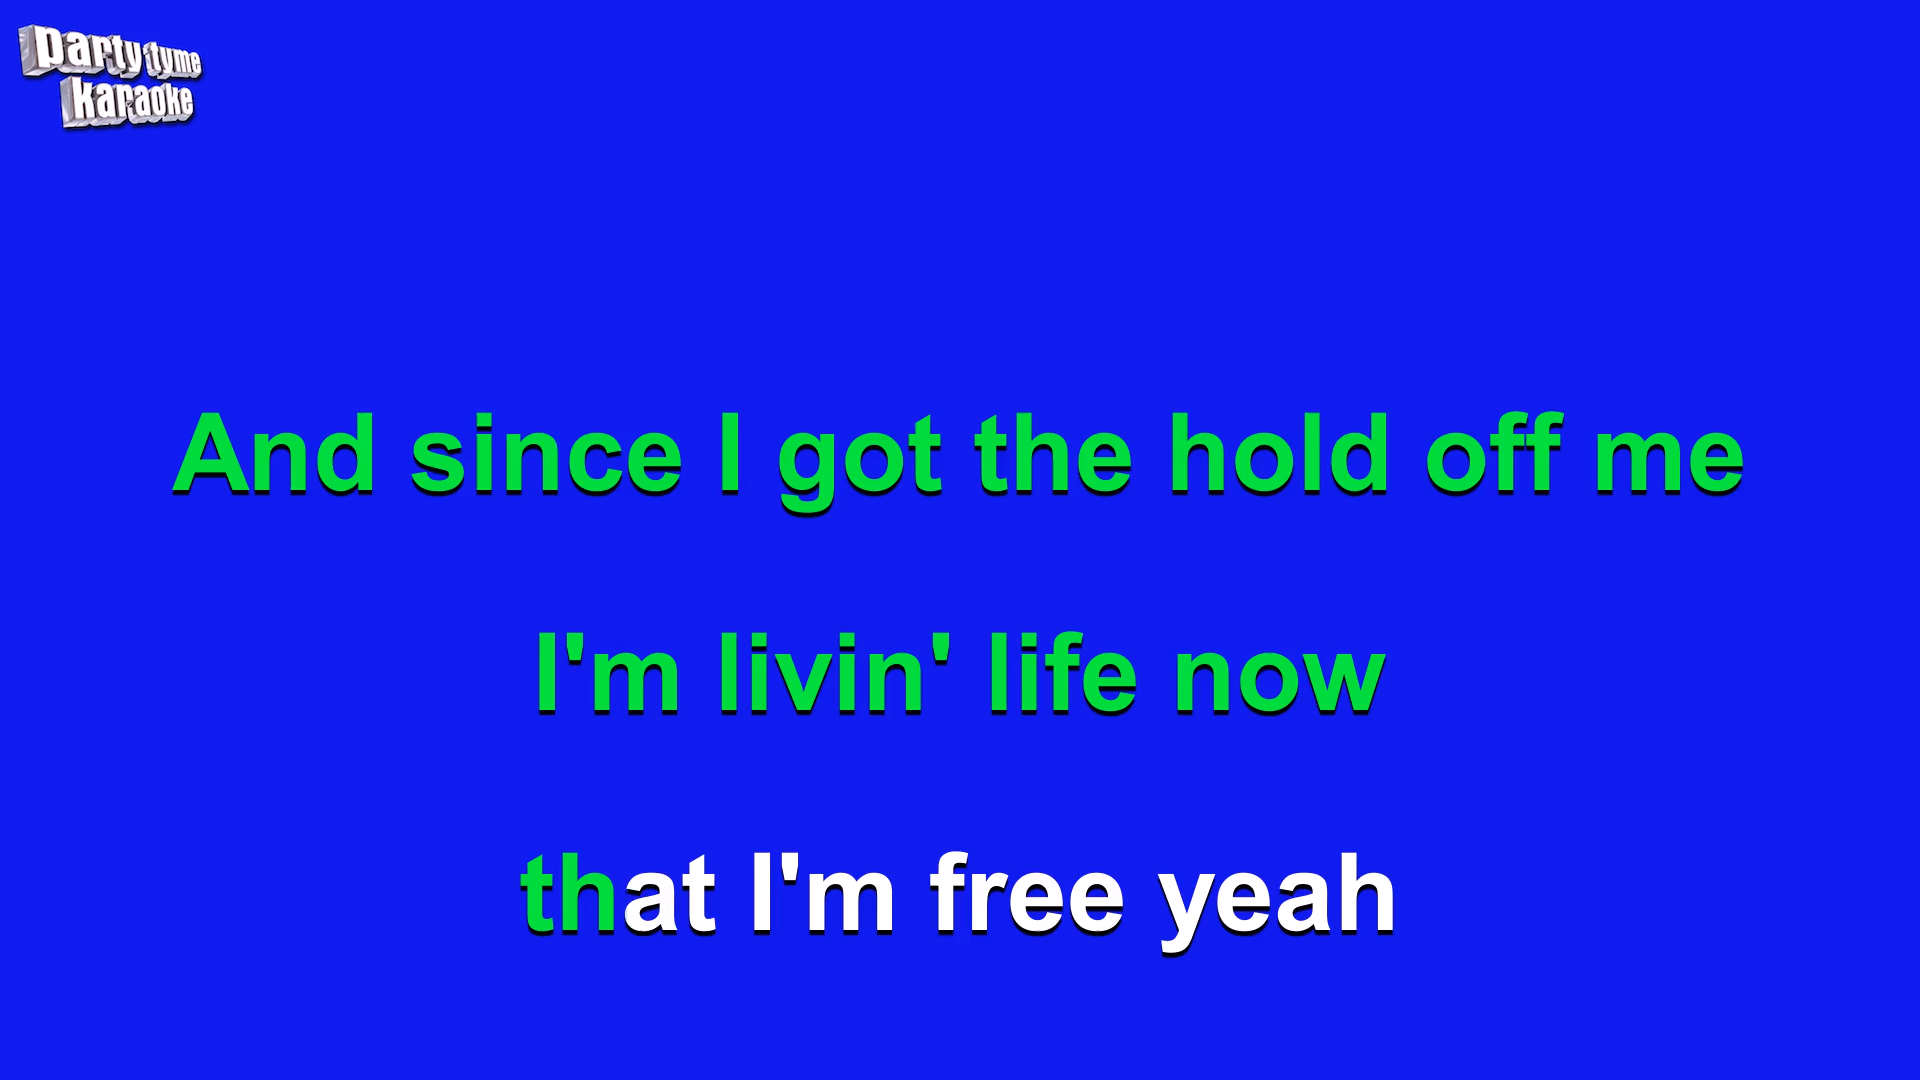 party tyme
karaoke
And since I got the hold off me
I'm livin' life now
that I'm free yeah